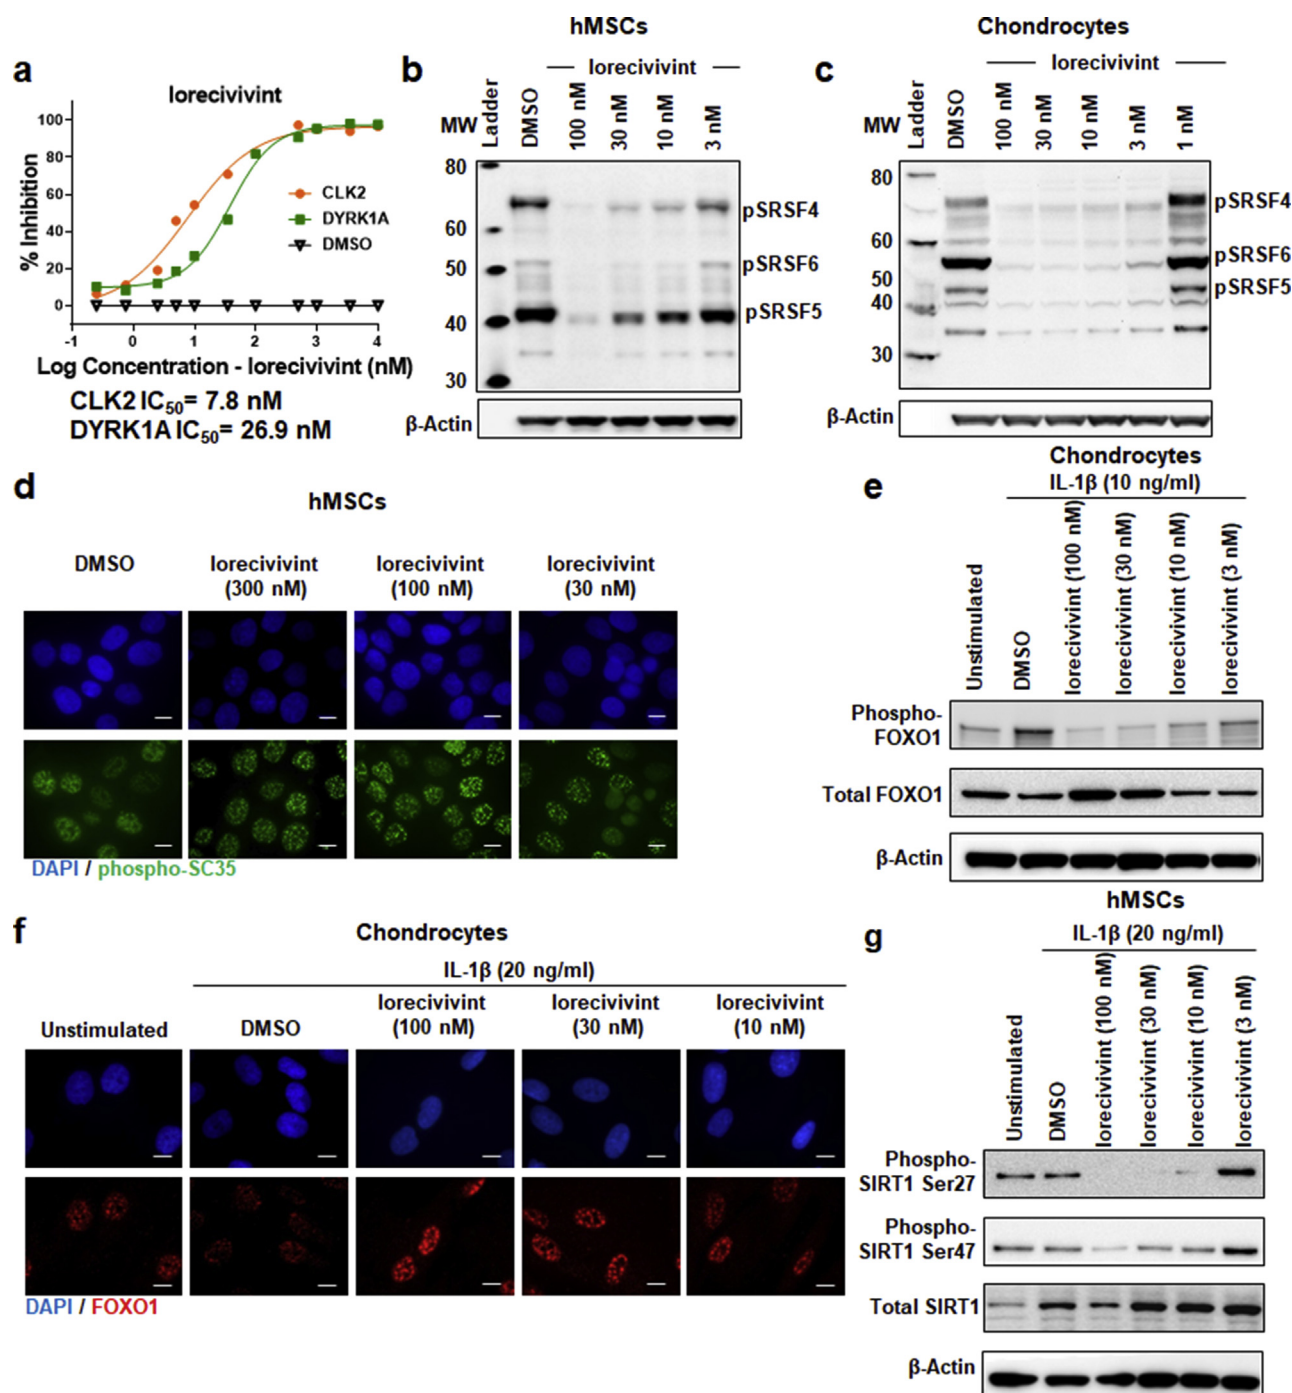 hMSCs
Chondrocytes
a
lorecivivint
% Inhibition
100
80
60
40
20
0
-1 0 1 2 3 4
CLK2
DYRK1A
DMSO
Log Concentration - lorecivivint (nM)
CLK2 IC50= 7.8 nM
DYRK1A IC50= 26.9 nM
b
lorecivivint
MW
Ladder
DMSO
100 nM
30 nM
10 nM
3 nM
80
60
50
40
30
pSRSF4
pSRSF6
pSRSF5
β-Actin
c
lorecivivint
MW
Ladder
DMSO
100 nM
30 nM
10 nM
3 nM
1 nM
80
60
50
40
30
pSRSF4
pSRSF6
pSRSF5
β-Actin
d
hMSCs
DMSO
lorecivivint
(300 nM)
lorecivivint
(100 nM)
lorecivivint
(30 nM)
DAPI / phospho-SC35
e
Chondrocytes
IL-1β (10 ng/ml)
Unstimulated
DMSO
lorecivivint (100 nM)
lorecivivint (30 nM)
lorecivivint (10 nM)
lorecivivint (3 nM)
Phospho-
FOXO1
Total FOXO1
β-Actin
f
Chondrocytes
IL-1β (20 ng/ml)
Unstimulated
DMSO
lorecivivint
(100 nM)
lorecivivint
(30 nM)
lorecivivint
(10 nM)
DAPI / FOXO1
g
hMSCs
IL-1β (20 ng/ml)
Unstimulated
DMSO
lorecivivint (100 nM)
lorecivivint (30 nM)
lorecivivint (10 nM)
lorecivivint (3 nM)
Phospho-
SIRT1 Ser27
Phospho-
SIRT1 Ser47
Total SIRT1
β-Actin